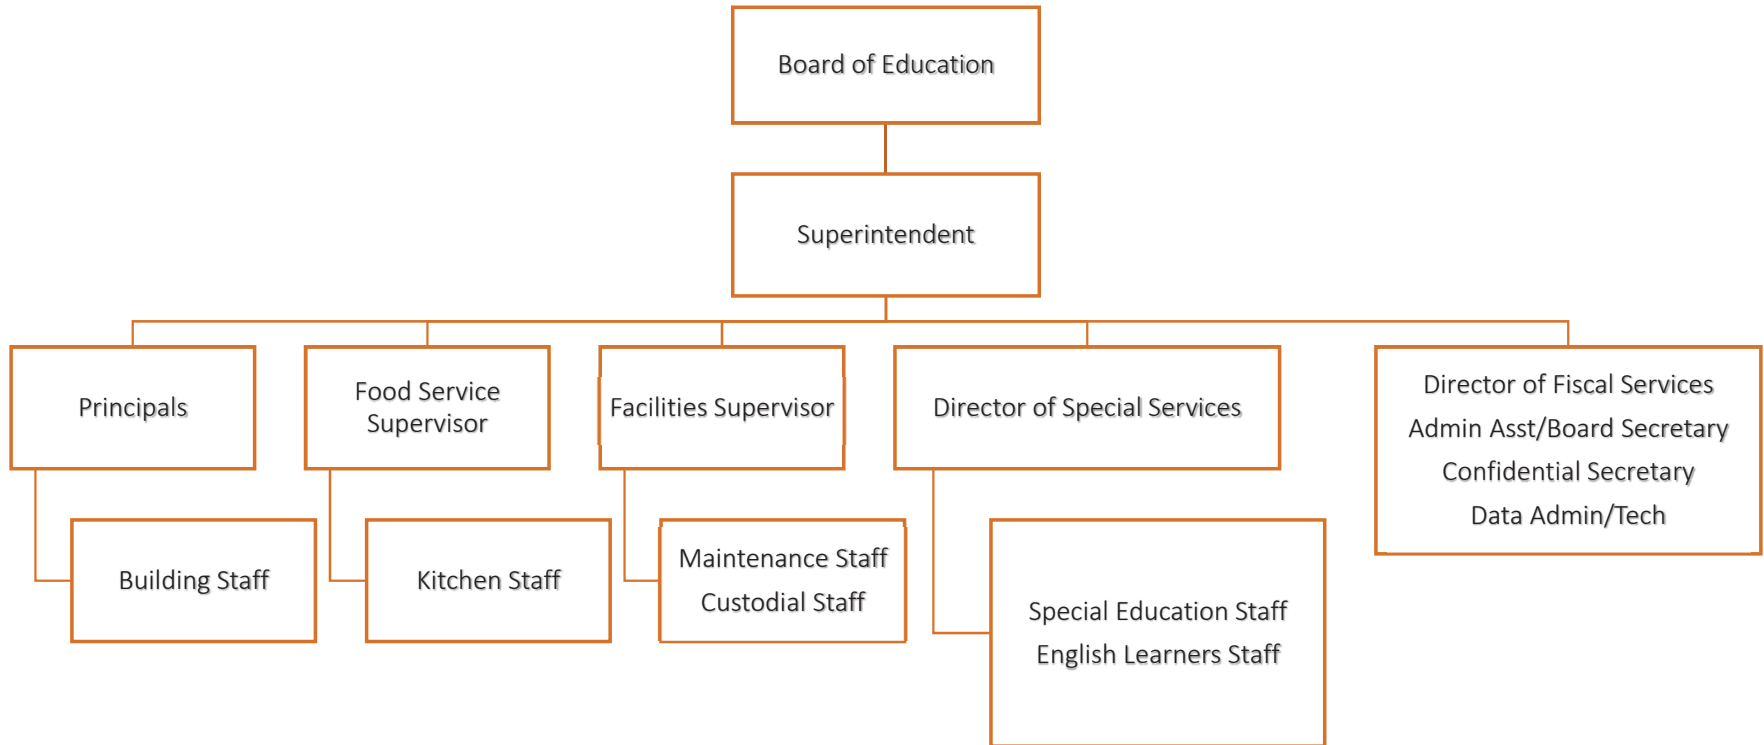 Board of Education
Superintendent
Principals
Food Service
Supervisor
Facilities Supervisor
Director of Special Services
Director of Fiscal Services
Admin Asst/Board Secretary
Confidential Secretary
Data Admin/Tech
Building Staff
Kitchen Staff
Maintenance Staff
Custodial Staff
Special Education Staff
English Learners Staff